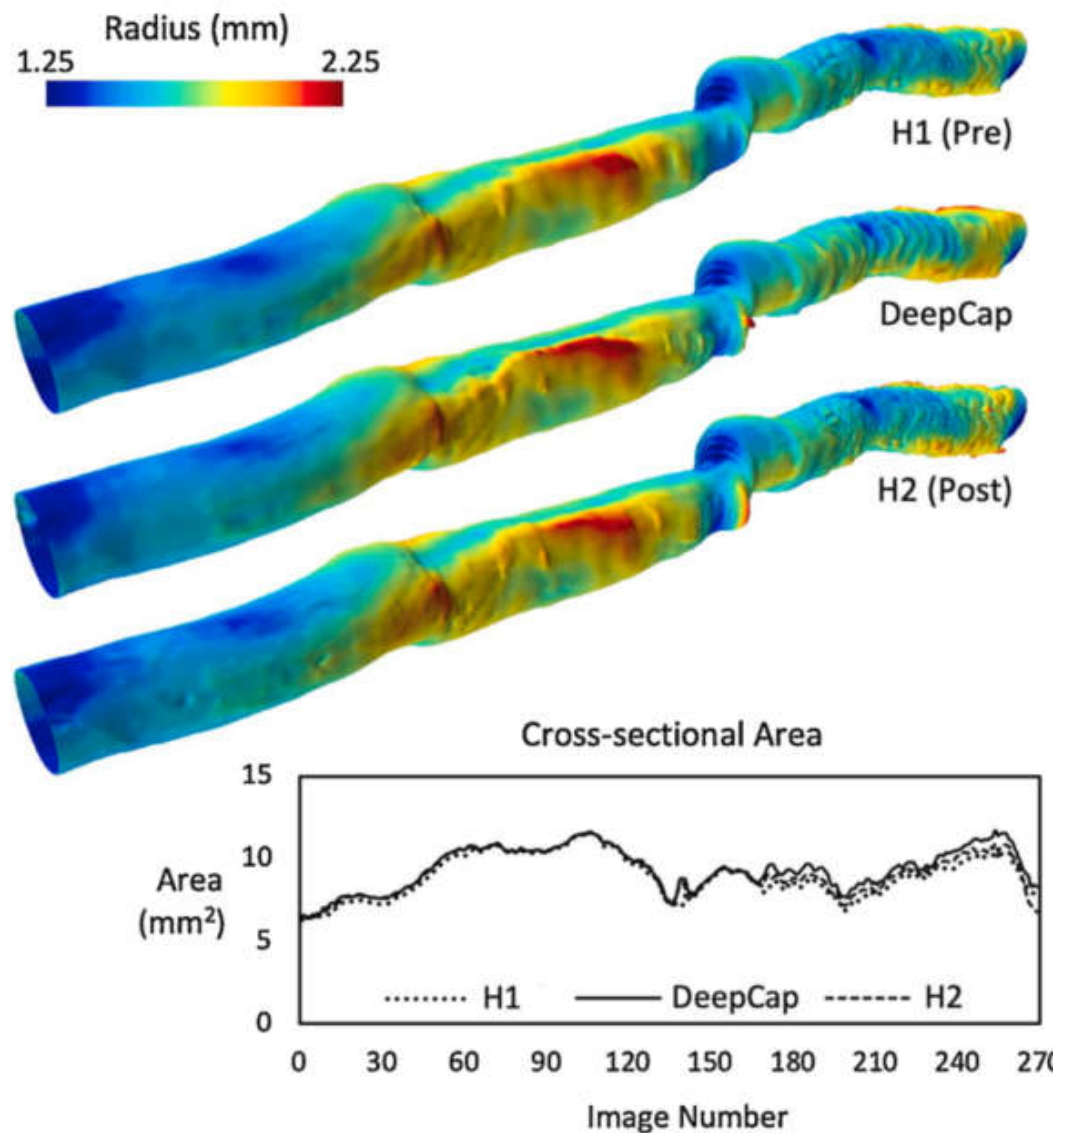 Radius (mm)
1.25 2.25
H1 (Pre)
DeepCap
H2 (Post)
Cross-sectional Area
15
10
5
0
Area
(mm²)
H1 DeepCap H2
0 30 60 90 120 150 180 210 240 270
Image Number